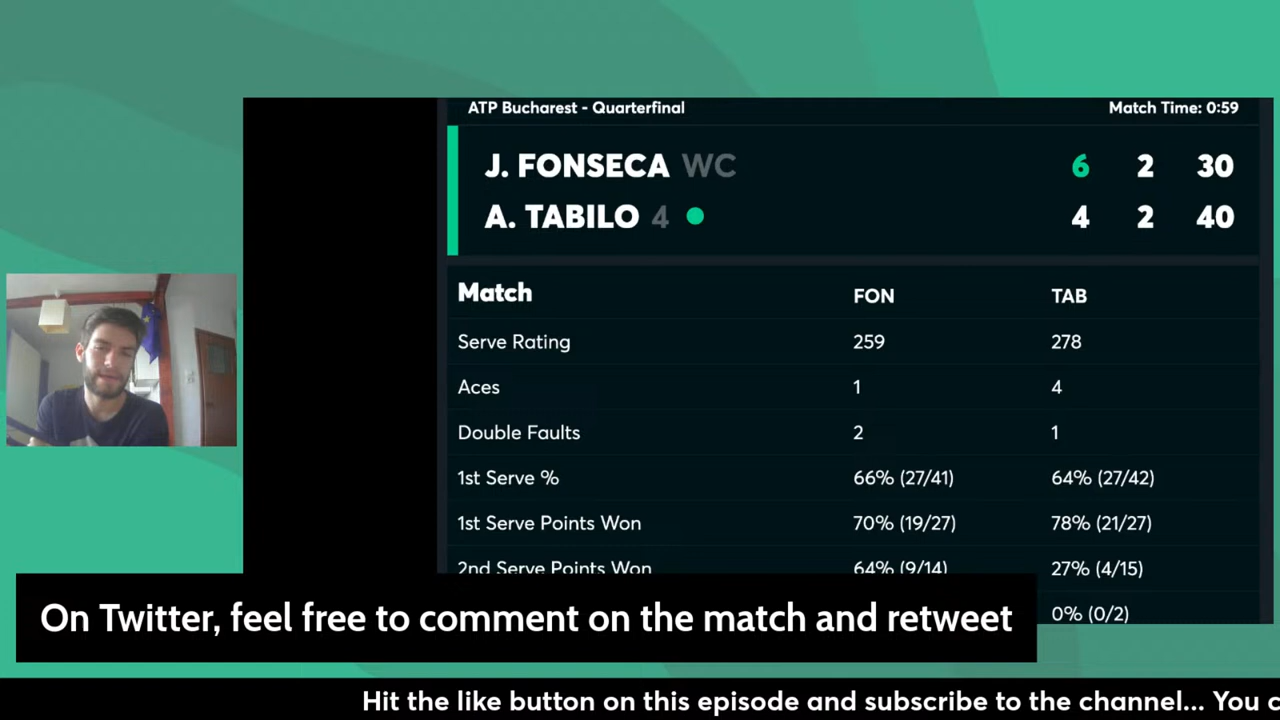 ATP Bucharest - Quarterfinal Match Time: 0:59
J. FONSECA WC 6 2 30
A. TABILO 4 4 2 40
Match FON TAB
Serve Rating 259 278
Aces 1 4
Double Faults 2 1
1st Serve % 66% (27/41) 64% (27/42)
1st Serve Points Won 70% (19/27) 78% (21/27)
2nd Serve Points Won 64% (9/14) 27% (4/15)
0% (0/2)
On Twitter, feel free to comment on the match and retweet
Hit the like button on this episode and subscribe to the channel... You